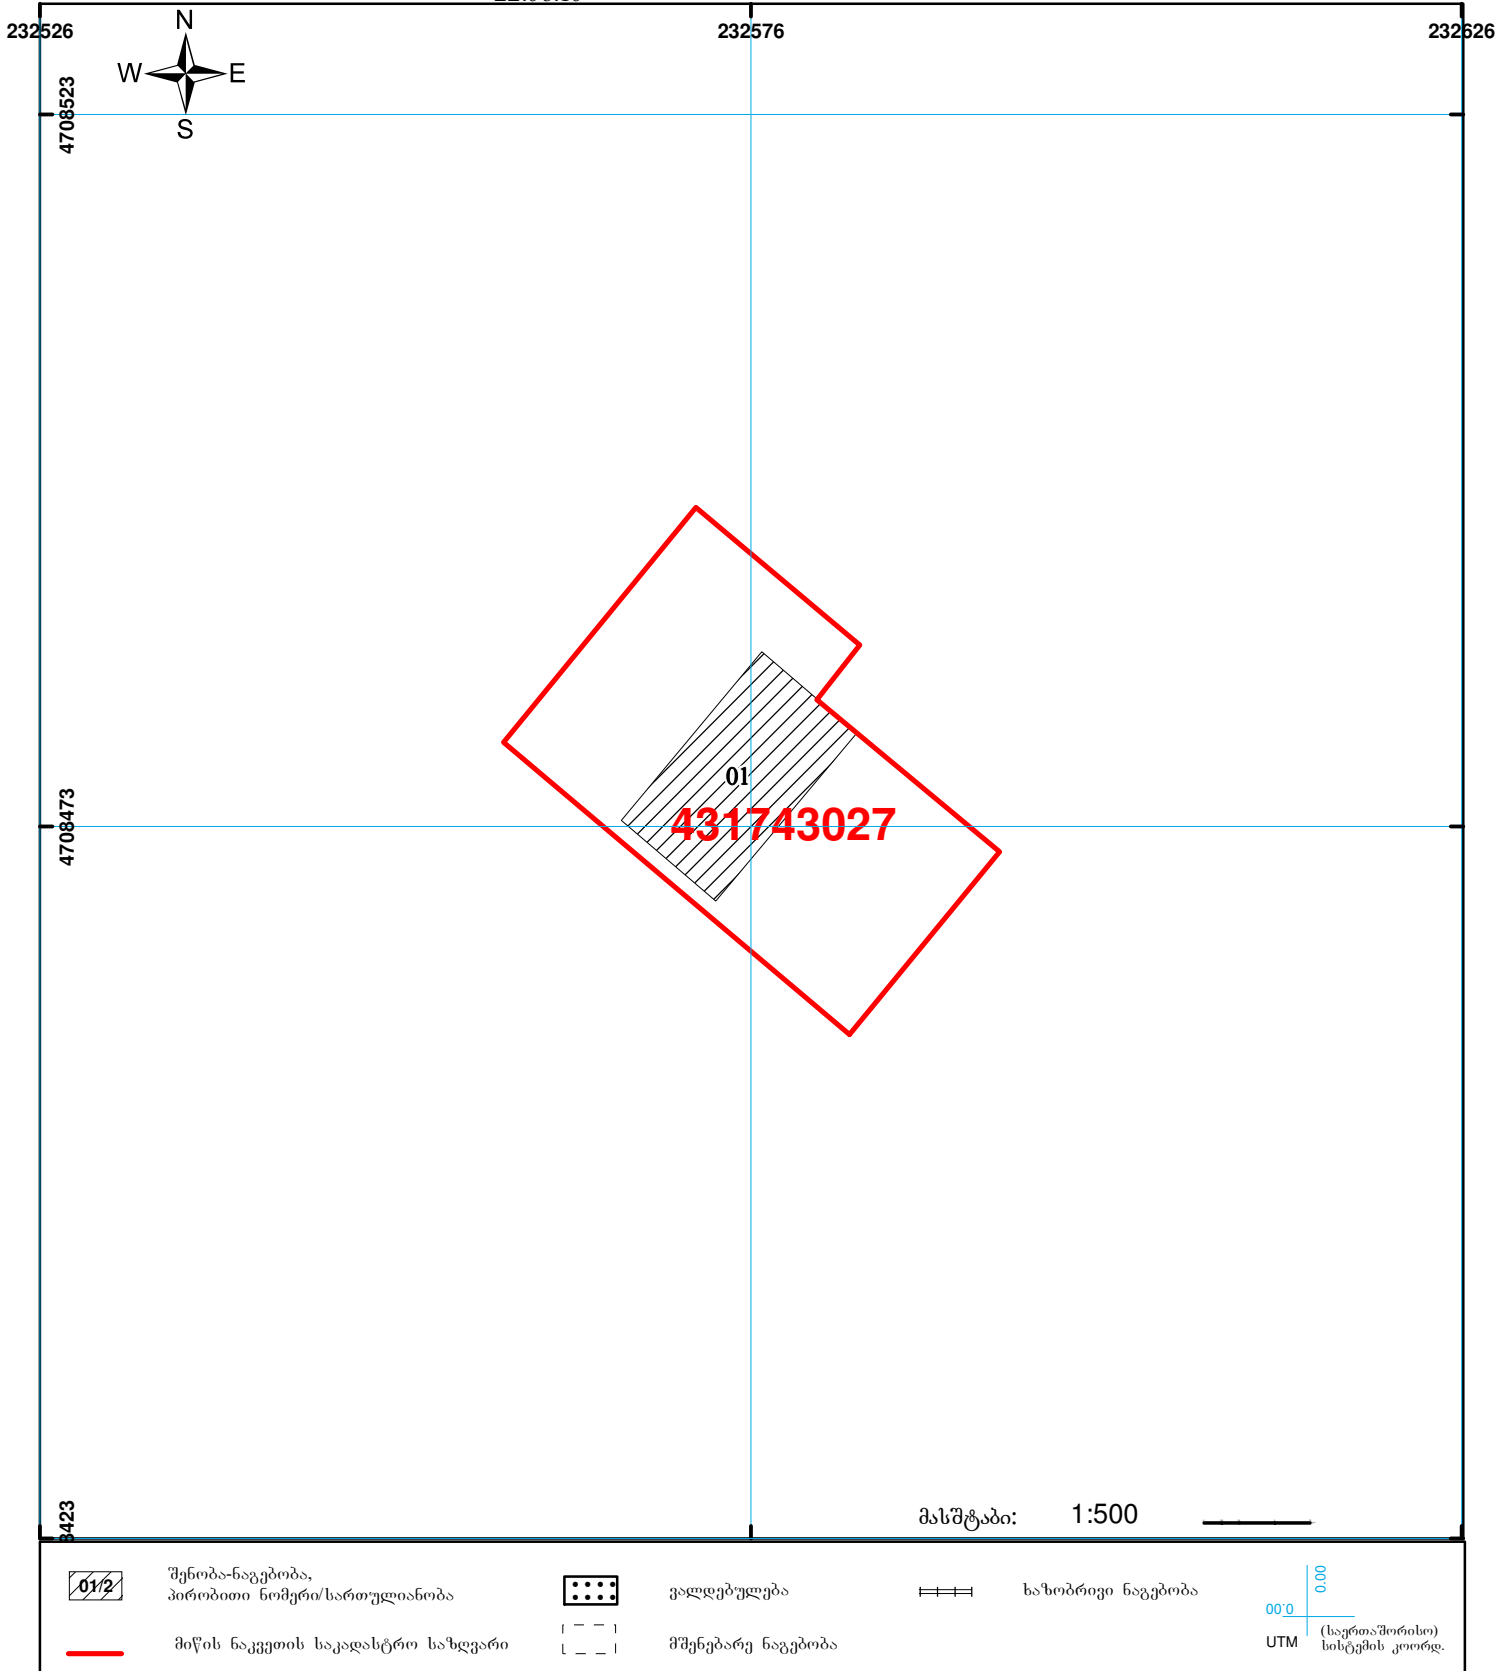 232526
232576
232626
N
W E
S
4708523
01
431743027
4708473
მასშტაბი: 1:500
01/2
შენობა-ნაგებობა,
პირობითი ნომერი/სართულიანობა
ვალდებულება
ხაზობრივი ნაგებობა
00'0
00'0
მიწის ნაკვეთის საკადასტრო საზღვარი
მშენებარე ნაგებობა
UTM
(საერთაშორისო)
სისტემის კოორდ.